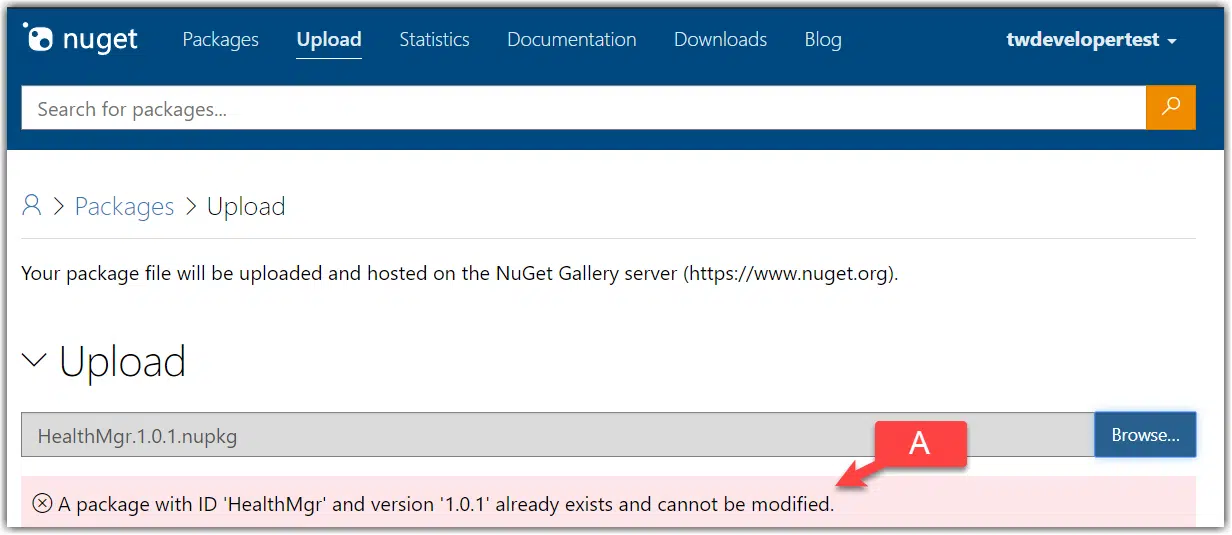 nuget Packages Upload Statistics Documentation Downloads Blog twdevelopertest
Search for packages...
Packages Upload
Your package file will be uploaded and hosted on the NuGet Gallery server (https://www.nuget.org).
Upload
HealthMgr.1.0.1.nupkg Browse...
A
A package with ID 'HealthMgr' and version '1.0.1' already exists and cannot be modified.